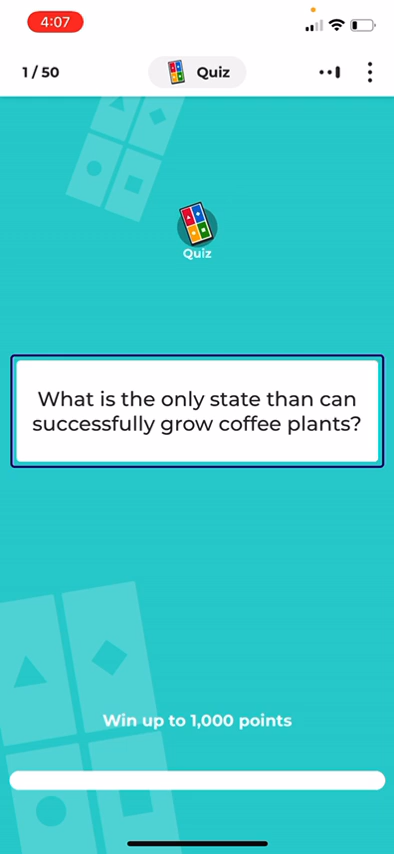 4:07
1 / 50
Quiz
Quiz
What is the only state than can
successfully grow coffee plants?
Win up to 1,000 points